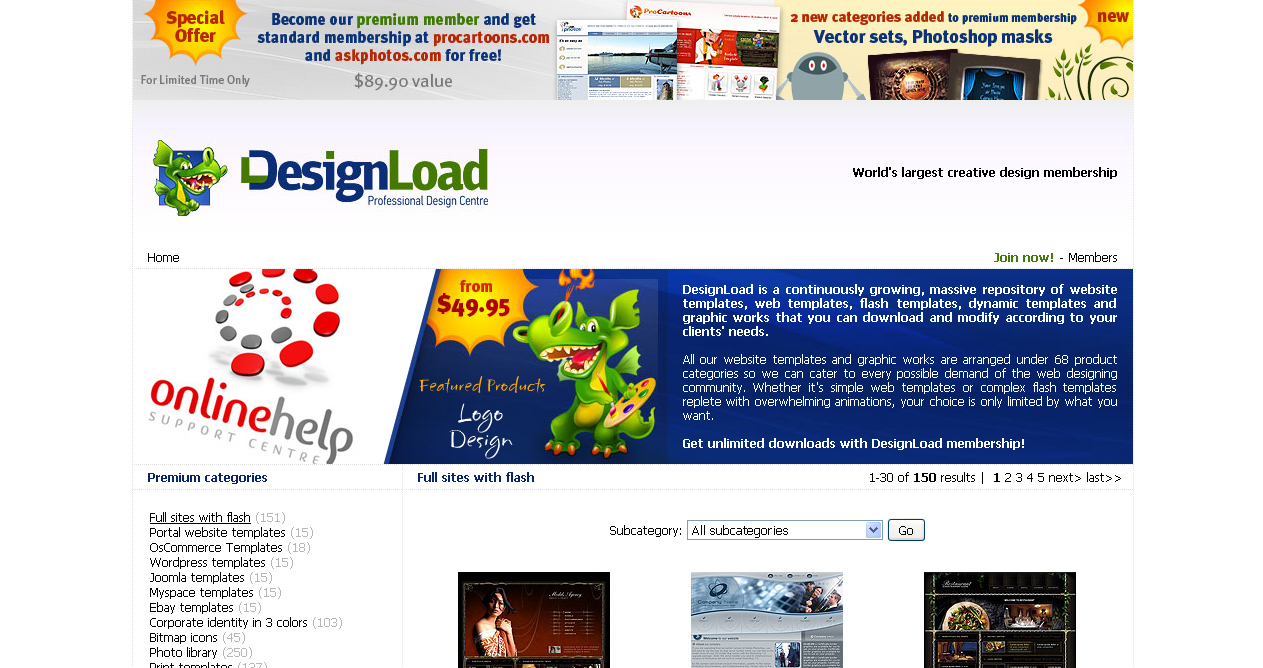 Special
Offer
For Limited Time Only
Become our premium member and get
standard membership at procartoons.com
and askphotos.com for free!
$89.90 value
ProCartoons
2 new categories added to premium membership
Vector sets, Photoshop masks
new
DesignLoad
Professional Design Centre
World's largest creative design membership
Home
Join now! - Members
onlinehelp
SUPPORT CENTRE
from
$49.95
Featured Products
Logo
Design
DesignLoad is a continuously growing, massive repository of website
templates, web templates, flash templates, dynamic templates and
graphic works that you can download and modify according to your
clients' needs.
All our website templates and graphic works are arranged under 68 product
categories so we can cater to every possible demand of the web designing
community. Whether it's simple web templates or complex flash templates
replete with overwhelming animations, your choice is only limited by what you
want.
Get unlimited downloads with DesignLoad membership!
Premium categories
Full sites with flash
1-30 of 150 results | 1 2 3 4 5 next> last>>
Full sites with flash (151)
Portal website templates (15)
OsCommerce Templates (18)
Wordpress templates (15)
Joomla templates (15)
Myspace templates (15)
Ebay templates (15)
Corporate identity in 3 colors (103)
Bitmap icons (45)
Photo library (250)
Print templates (137)
Subcategory: All subcategories Go
Models Agency
Company Name
Restaurant